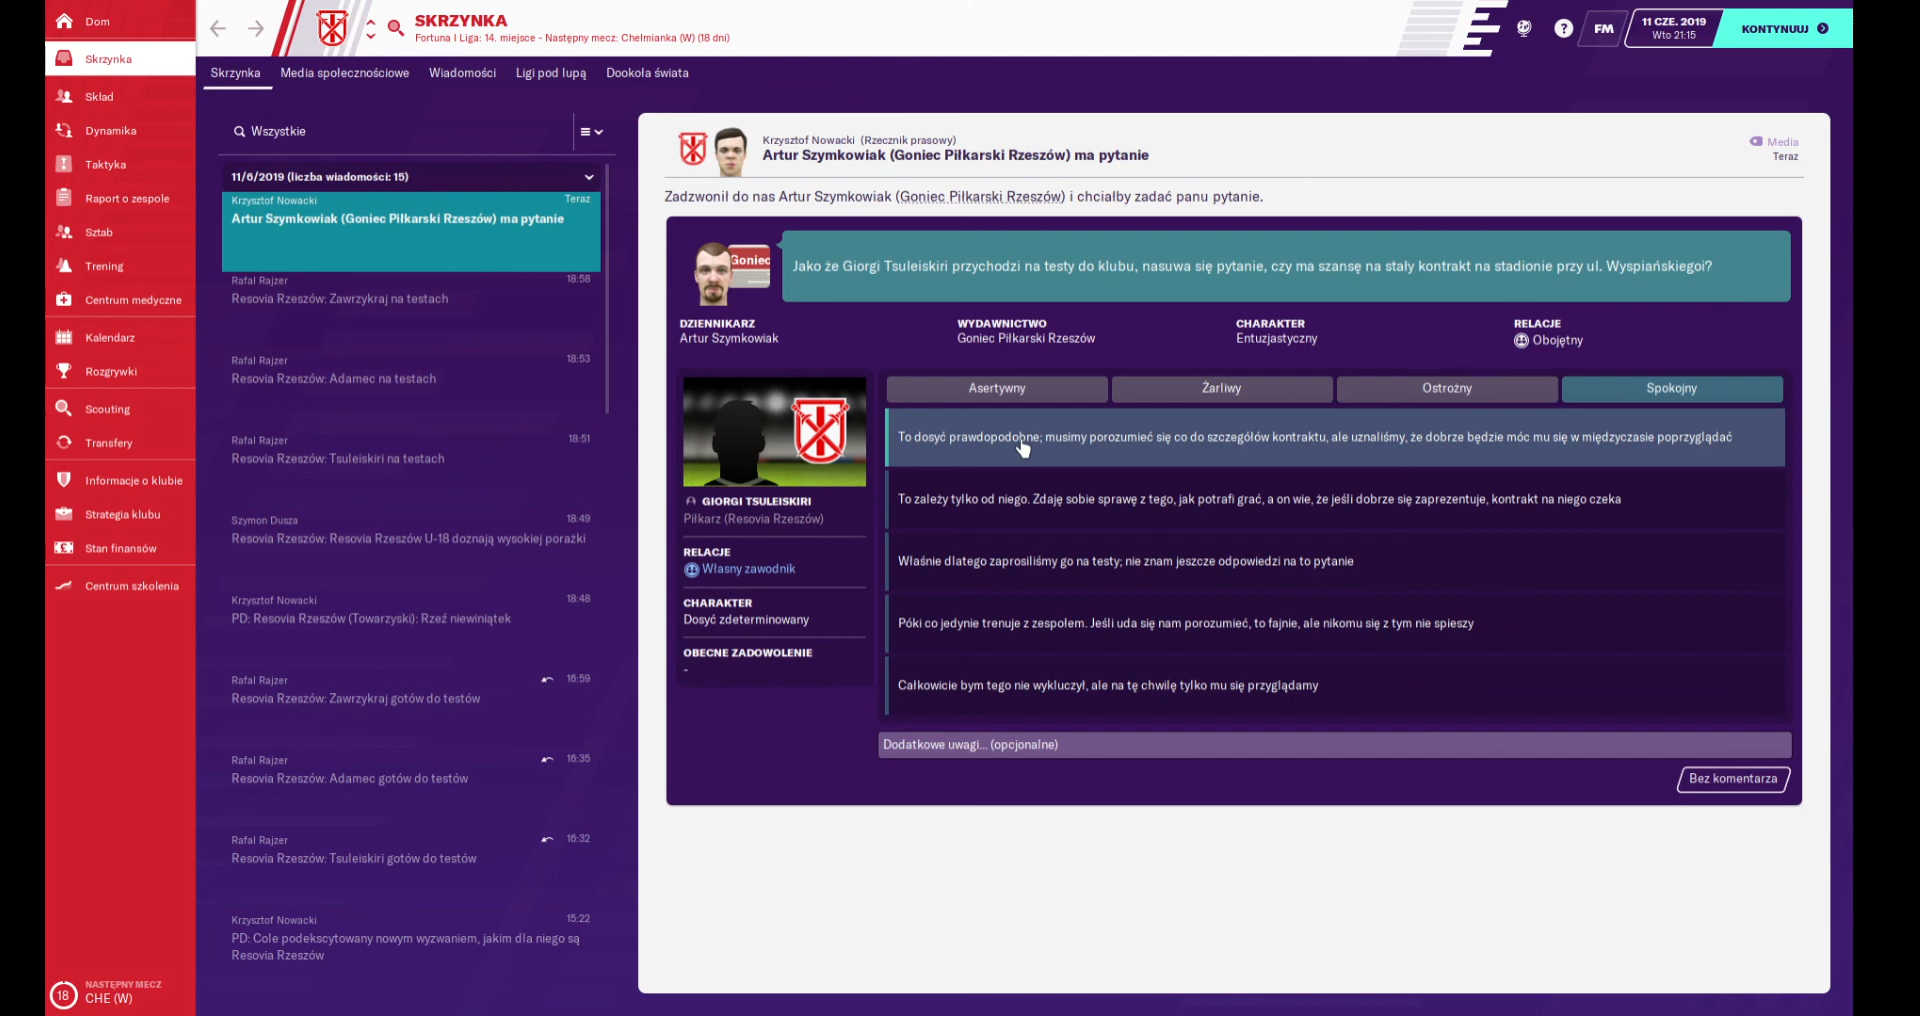 Dom
Skrzynka
Skład
Dynamika
Taktyka
Raport o zespole
Sztab
Trening
Centrum medyczne
Kalendarz
Rozgrywki
Scouting
Transfery
Informacje o klubie
Strategia klubu
Stan finansów
Centrum szkolenia
18
NASTĘPNY MECZ
CHE (W)
SKRZYNKA
Fortuna I Liga: 14. miejsce - Następny mecz: Chełmianka (W) (18 dni)
?
FM
11 CZE. 2019
Wto 21:15
KONTYNUUJ
Skrzynka
Media społecznościowe
Wiadomości
Ligi pod lupą
Dookoła świata
Wszystkie
11/6/2019 (liczba wiadomości: 15)
Krzysztof Nowacki
Teraz
Artur Szymkowiak (Goniec Piłkarski Rzeszów) ma pytanie
Rafał Rajzer
18:58
Resovia Rzeszów: Zawrzykraj na testach
Rafał Rajzer
18:53
Resovia Rzeszów: Adamec na testach
Rafał Rajzer
18:51
Resovia Rzeszów: Tsuleiskiri na testach
Szymon Dusza
18:49
Resovia Rzeszów: Resovia Rzeszów U-18 doznają wysokiej porażki
Krzysztof Nowacki
18:48
PD: Resovia Rzeszów (Towarzyski): Rzeź niewiniątek
Rafał Rajzer
16:59
Resovia Rzeszów: Zawrzykraj gotów do testów
Rafał Rajzer
16:35
Resovia Rzeszów: Adamec gotów do testów
Rafał Rajzer
16:32
Resovia Rzeszów: Tsuleiskiri gotów do testów
Krzysztof Nowacki
15:22
PD: Cole podekscytowany nowym wyzwaniem, jakim dla niego są
Resovia Rzeszów
Krzysztof Nowacki (Rzecznik prasowy)
Artur Szymkowiak (Goniec Piłkarski Rzeszów) ma pytanie
Media
Teraz
Zadzwonił do nas Artur Szymkowiak (Goniec Piłkarski Rzeszów) i chciałby zadać panu pytanie.
Goniec
Jako że Giorgi Tsuleiskiri przychodzi na testy do klubu, nasuwa się pytanie, czy ma szansę na stały kontrakt na stadionie przy ul. Wyspiańskiegoi?
DZIENNIKARZ
Artur Szymkowiak
WYDAWNICTWO
Goniec Piłkarski Rzeszów
CHARAKTER
Entuzjastyczny
RELACJE
Obojętny
GIORGI TSULEISKIRI
Piłkarz (Resovia Rzeszów)
RELACJE
Własny zawodnik
CHARAKTER
Dosyć zdeterminowany
OBECNE ZADOWOLENIE
-
Asertywny
Żarliwy
Ostrożny
Spokojny
To dosyć prawdopodobne; musimy porozumieć się co do szczegółów kontraktu, ale uznaliśmy, że dobrze będzie móc mu się w międzyczasie poprzyglądać
To zależy tylko od niego. Zdaję sobie sprawę z tego, jak potrafi grać, a on wie, że jeśli dobrze się zaprezentuje, kontrakt na niego czeka
Właśnie dlatego zaprosiliśmy go na testy; nie znam jeszcze odpowiedzi na to pytanie
Póki co jedynie trenuje z zespołem. Jeśli uda się nam porozumieć, to fajnie, ale nikomu się z tym nie spieszy
Całkowicie bym tego nie wykluczył, ale na tę chwilę tylko mu się przyglądamy
Dodatkowe uwagi... (opcjonalne)
Bez komentarza